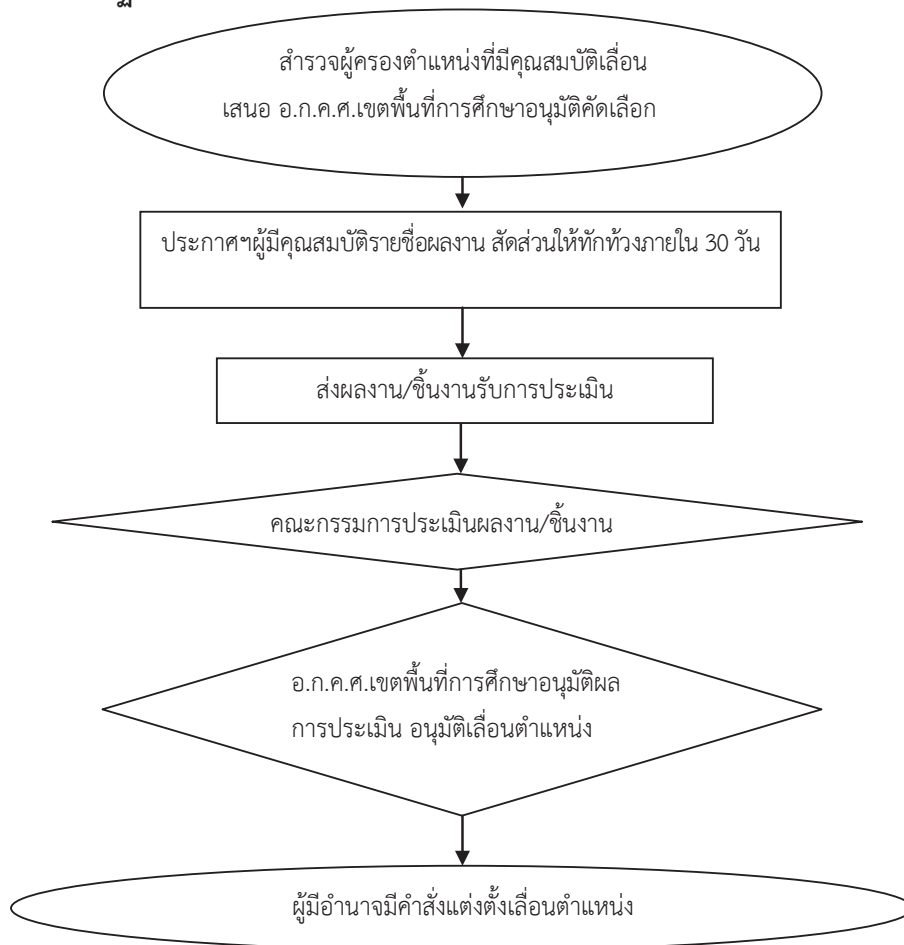 สำรวจผู้ครองตำแหน่งที่มีคุณสมบัติเลื่อน
เสนอ อ.ก.ค.ศ.เขตพื้นที่การศึกษาอนุมัติคัดเลือก
ประกาศฯผู้มีคุณสมบัติรายชื่อผลงาน สัดส่วนให้ทักท้วงภายใน 30 วัน
ส่งผลงาน/ชิ้นงานรับการประเมิน
คณะกรรมการประเมินผลงาน/ชิ้นงาน
อ.ก.ค.ศ.เขตพื้นที่การศึกษาอนุมัติผล
การประเมิน อนุมัติเลื่อนตำแหน่ง
ผู้มีอำนาจมีคำสั่งแต่งตั้งเลื่อนตำแหน่ง